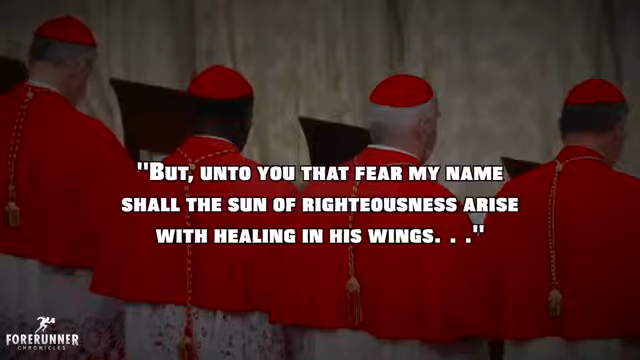 "But, unto you that fear my name
shall the sun of righteousness arise
with healing in his wings. . ."
FORERUNNER
CHRONICLES